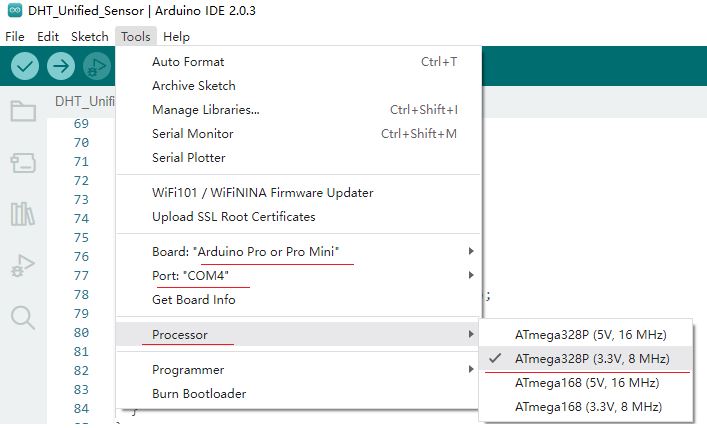 DHT_Unified_Sensor | Arduino IDE 2.0.3
File Edit Sketch Tools Help
Auto Format Ctrl+T
Archive Sketch
Manage Libraries... Ctrl+Shift+I
Serial Monitor Ctrl+Shift+M
Serial Plotter
WiFi101 / WiFiNINA Firmware Updater
Upload SSL Root Certificates
Board: "Arduino Pro or Pro Mini"
Port: "COM4"
Get Board Info
Processor
Programmer
Burn Bootloader
ATmega328P (5V, 16 MHz)
ATmega328P (3.3V, 8 MHz)
ATmega168 (5V, 16 MHz)
ATmega168 (3.3V, 8 MHz)
DHT_Unifi
69
70
71
72
73
74
75
76
77
78 ;
79
80
81
82
83
84 }